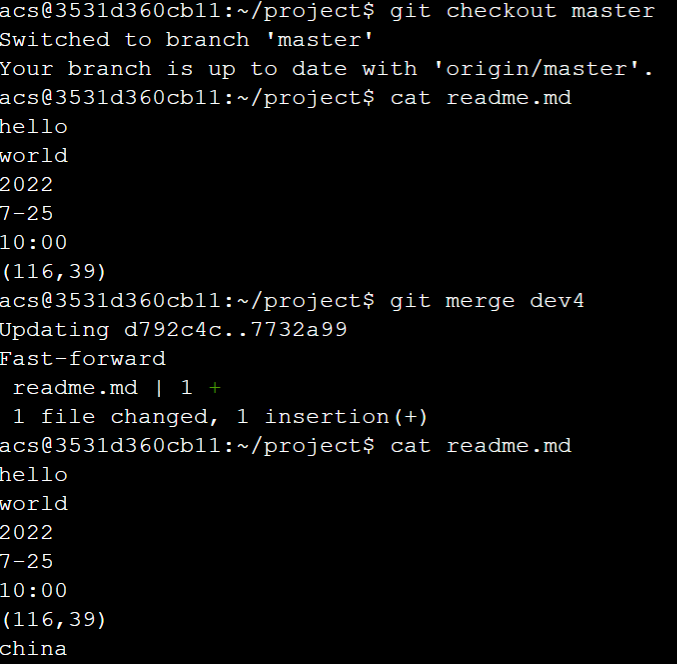 acs@3531d360cb11:~/project$ git checkout master
Switched to branch 'master'
Your branch is up to date with 'origin/master'.
acs@3531d360cb11:~/project$ cat readme.md
hello
world
2022
7-25
10:00
(116,39)
acs@3531d360cb11:~/project$ git merge dev4
Updating d792c4c..7732a99
Fast-forward
 readme.md | 1 +
 1 file changed, 1 insertion(+)
acs@3531d360cb11:~/project$ cat readme.md
hello
world
2022
7-25
10:00
(116,39)
china